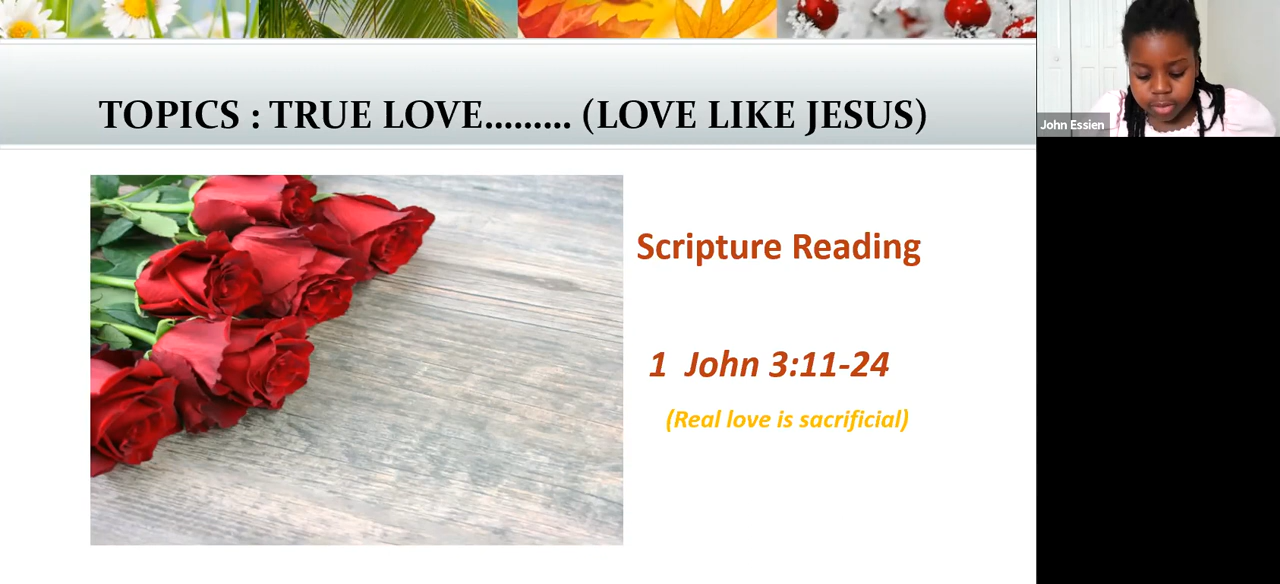 TOPICS : TRUE LOVE......... (LOVE LIKE JESUS)
John Essien
Scripture Reading
1 John 3:11-24
(Real love is sacrificial)